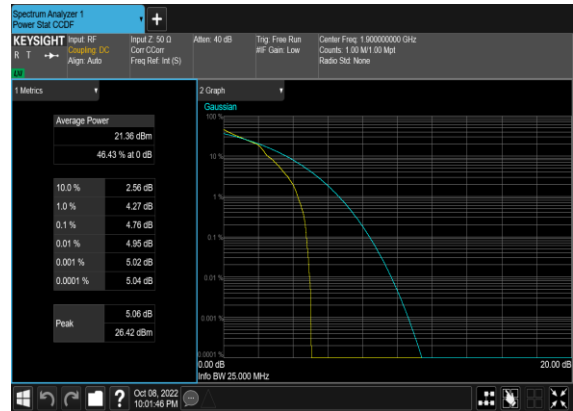 Spectrum Analyzer 1
Power Stat CCDF
KEYSIGHT
R T
LXI
Input: RF
Coupling: DC
Align: Auto
Input Z: 50 Ω
Corr CCorr
Freq Ref: Int (S)
Atten: 40 dB
Trig: Free Run
#IF Gain: Low
Center Freq: 1.900000000 GHz
Counts: 1.00 M/1.00 Mpt
Radio Std: None
1 Metrics
Average Power
21.36 dBm
46.43 % at 0 dB
10.0 % 2.56 dB
1.0 % 4.27 dB
0.1 % 4.76 dB
0.01 % 4.95 dB
0.001 % 5.02 dB
0.0001 % 5.04 dB
Peak
5.06 dB
26.42 dBm
2 Graph
Gaussian
100 %
10 %
1 %
0.1 %
0.01 %
0.001 %
0.0001 %
0.00 dB 20.00 dB
Info BW 25.000 MHz
?
Oct 08, 2022
10:01:46 PM